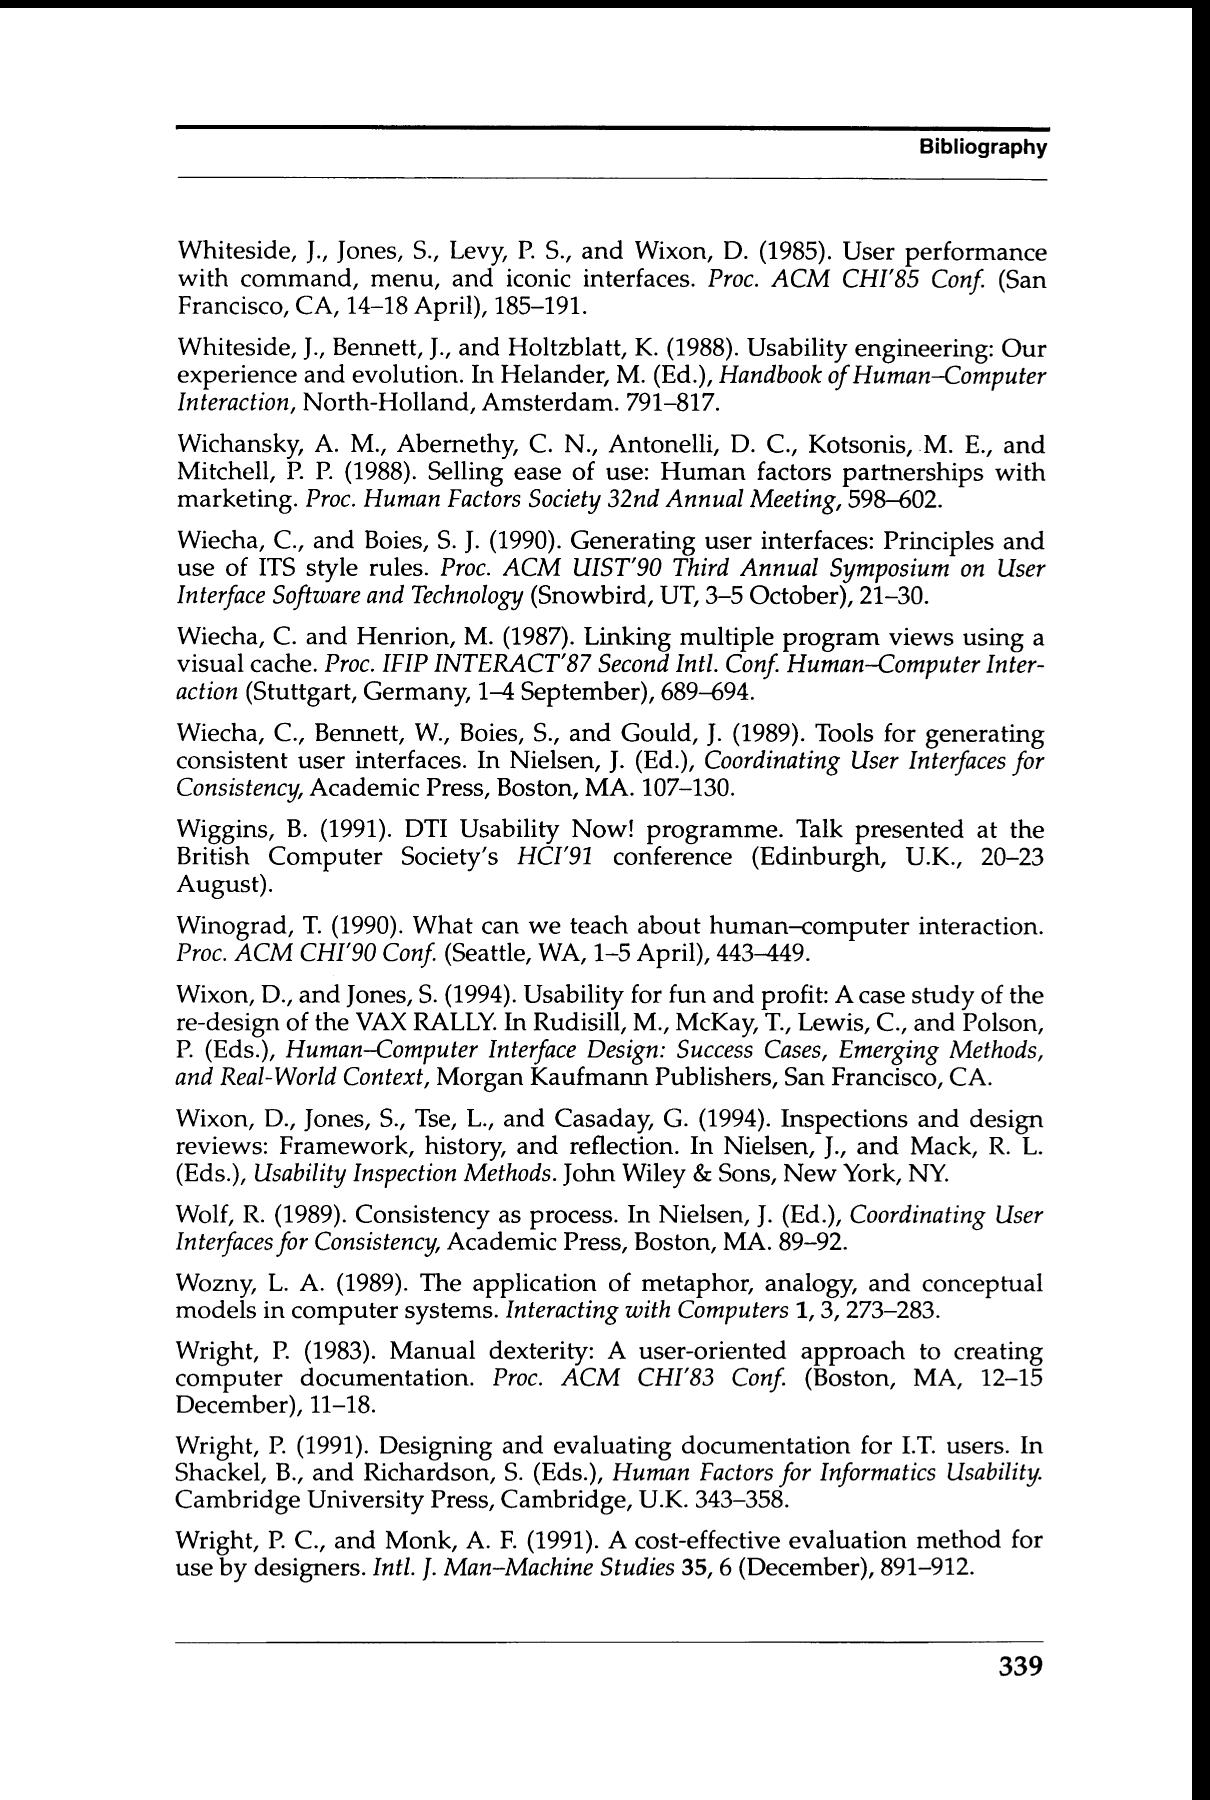 Bibliography
Whiteside, J., Jones, S., Levy, P. S., and Wixon, D. (1985). User performance
with command, menu, and iconic interfaces. Proc. ACM CHI'85 Conf. (San
Francisco, CA, 14–18 April), 185–191.
Whiteside, J., Bennett, J., and Holtzblatt, K. (1988). Usability engineering: Our
experience and evolution. In Helander, M. (Ed.), Handbook of Human–Computer
Interaction, North-Holland, Amsterdam. 791–817.
Wichansky, A. M., Abernethy, C. N., Antonelli, D. C., Kotsonis, M. E., and
Mitchell, P. P. (1988). Selling ease of use: Human factors partnerships with
marketing. Proc. Human Factors Society 32nd Annual Meeting, 598–602.
Wiecha, C., and Boies, S. J. (1990). Generating user interfaces: Principles and
use of ITS style rules. Proc. ACM UIST'90 Third Annual Symposium on User
Interface Software and Technology (Snowbird, UT, 3–5 October), 21–30.
Wiecha, C. and Henrion, M. (1987). Linking multiple program views using a
visual cache. Proc. IFIP INTERACT'87 Second Intl. Conf. Human–Computer Inter-
action (Stuttgart, Germany, 1–4 September), 689–694.
Wiecha, C., Bennett, W., Boies, S., and Gould, J. (1989). Tools for generating
consistent user interfaces. In Nielsen, J. (Ed.), Coordinating User Interfaces for
Consistency, Academic Press, Boston, MA. 107–130.
Wiggins, B. (1991). DTI Usability Now! programme. Talk presented at the
British Computer Society's HCI'91 conference (Edinburgh, U.K., 20–23
August).
Winograd, T. (1990). What can we teach about human–computer interaction.
Proc. ACM CHI'90 Conf. (Seattle, WA, 1–5 April), 443–449.
Wixon, D., and Jones, S. (1994). Usability for fun and profit: A case study of the
re-design of the VAX RALLY. In Rudisill, M., McKay, T., Lewis, C., and Polson,
P. (Eds.), Human–Computer Interface Design: Success Cases, Emerging Methods,
and Real-World Context, Morgan Kaufmann Publishers, San Francisco, CA.
Wixon, D., Jones, S., Tse, L., and Casaday, G. (1994). Inspections and design
reviews: Framework, history, and reflection. In Nielsen, J., and Mack, R. L.
(Eds.), Usability Inspection Methods. John Wiley & Sons, New York, NY.
Wolf, R. (1989). Consistency as process. In Nielsen, J. (Ed.), Coordinating User
Interfaces for Consistency, Academic Press, Boston, MA. 89–92.
Wozny, L. A. (1989). The application of metaphor, analogy, and conceptual
models in computer systems. Interacting with Computers 1, 3, 273–283.
Wright, P. (1983). Manual dexterity: A user-oriented approach to creating
computer documentation. Proc. ACM CHI'83 Conf. (Boston, MA, 12–15
December), 11–18.
Wright, P. (1991). Designing and evaluating documentation for I.T. users. In
Shackel, B., and Richardson, S. (Eds.), Human Factors for Informatics Usability.
Cambridge University Press, Cambridge, U.K. 343–358.
Wright, P. C., and Monk, A. F. (1991). A cost-effective evaluation method for
use by designers. Intl. J. Man–Machine Studies 35, 6 (December), 891–912.
339